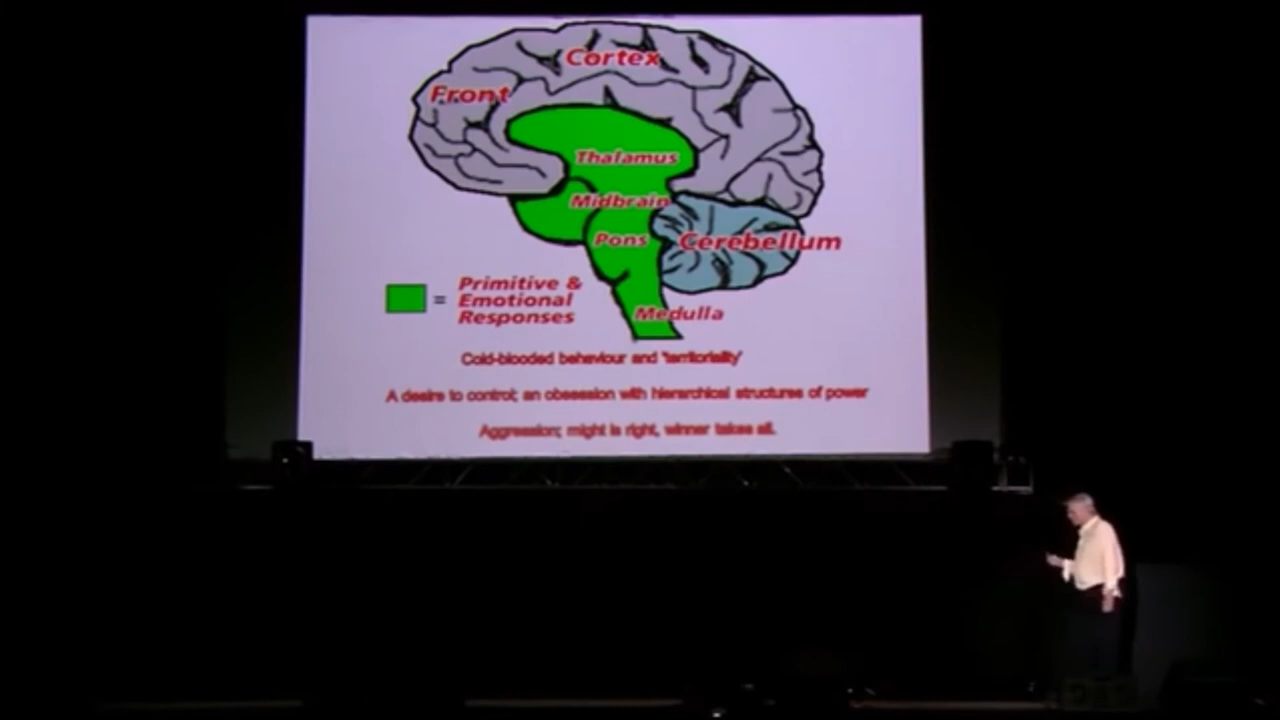 Cortex
Front
Thalamus
Midbrain
Pons
Cerebellum
= Primitive &
Emotional
Responses
Medulla
Cold-blooded behaviour and 'territoriality'
A desire to control; an obsession with hierarchical structures of power
Aggression; might is right, winner takes all.